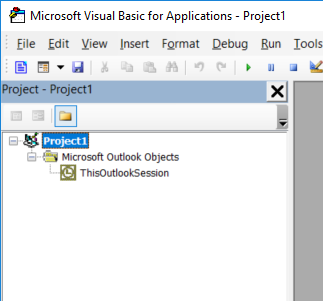 Microsoft Visual Basic for Applications - Project1
File Edit View Insert Format Debug Run Tools
Project - Project1
Project1
Microsoft Outlook Objects
ThisOutlookSession